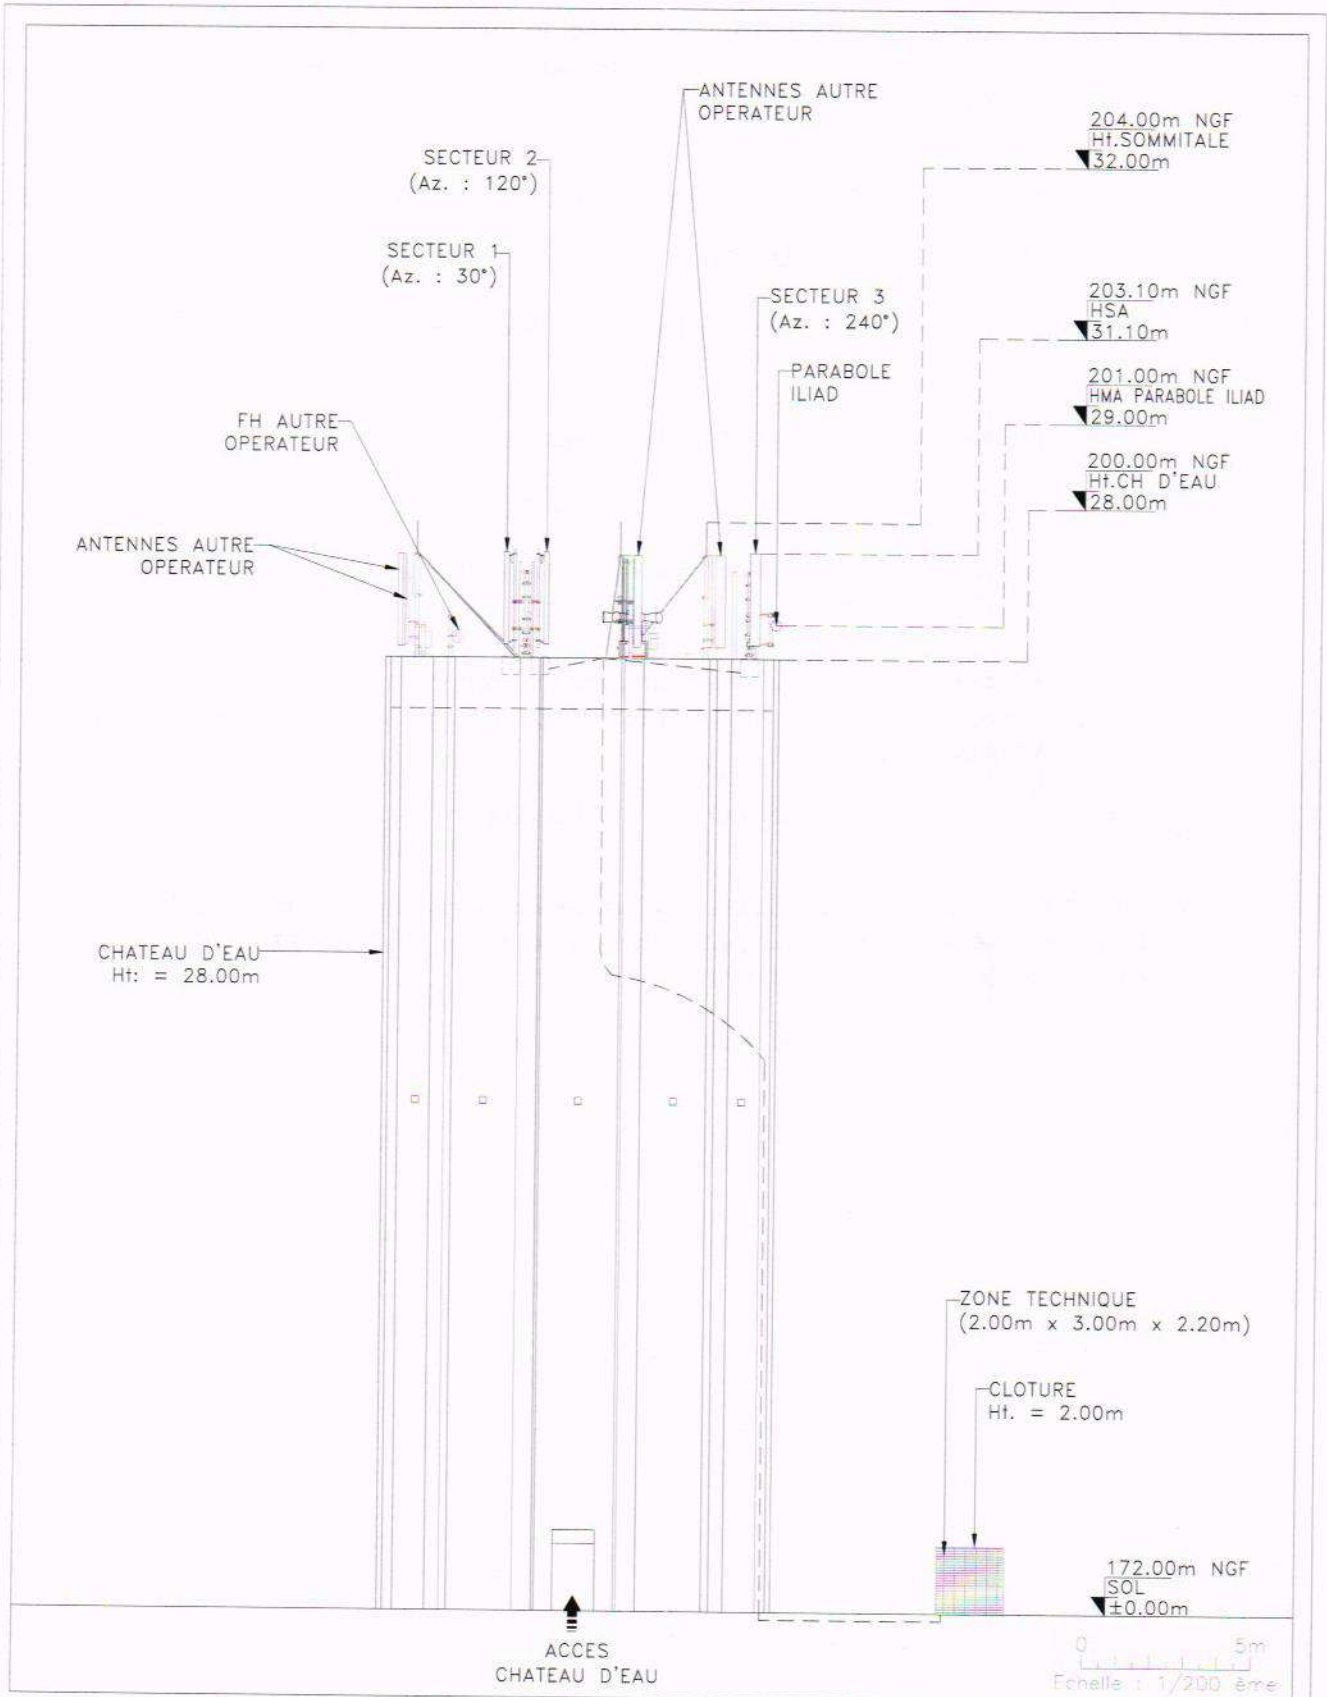 ANTENNES AUTRE
OPERATEUR
204.00m NGF
Ht.SOMMITALE
32.00m
SECTEUR 2
(Az. : 120°)
SECTEUR 1
(Az. : 30°)
SECTEUR 3
(Az. : 240°)
203.10m NGF
HSA
31.10m
PARABOLE
ILIAD
201.00m NGF
HMA PARABOLE ILIAD
29.00m
FH AUTRE
OPERATEUR
200.00m NGF
Ht.CH D'EAU
28.00m
ANTENNES AUTRE
OPERATEUR
CHATEAU D'EAU
Ht: = 28.00m
ZONE TECHNIQUE
(2.00m x 3.00m x 2.20m)
CLOTURE
Ht. = 2.00m
172.00m NGF
SOL
±0.00m
ACCES
CHATEAU D'EAU
0 5m
Echelle : 1/200 ème